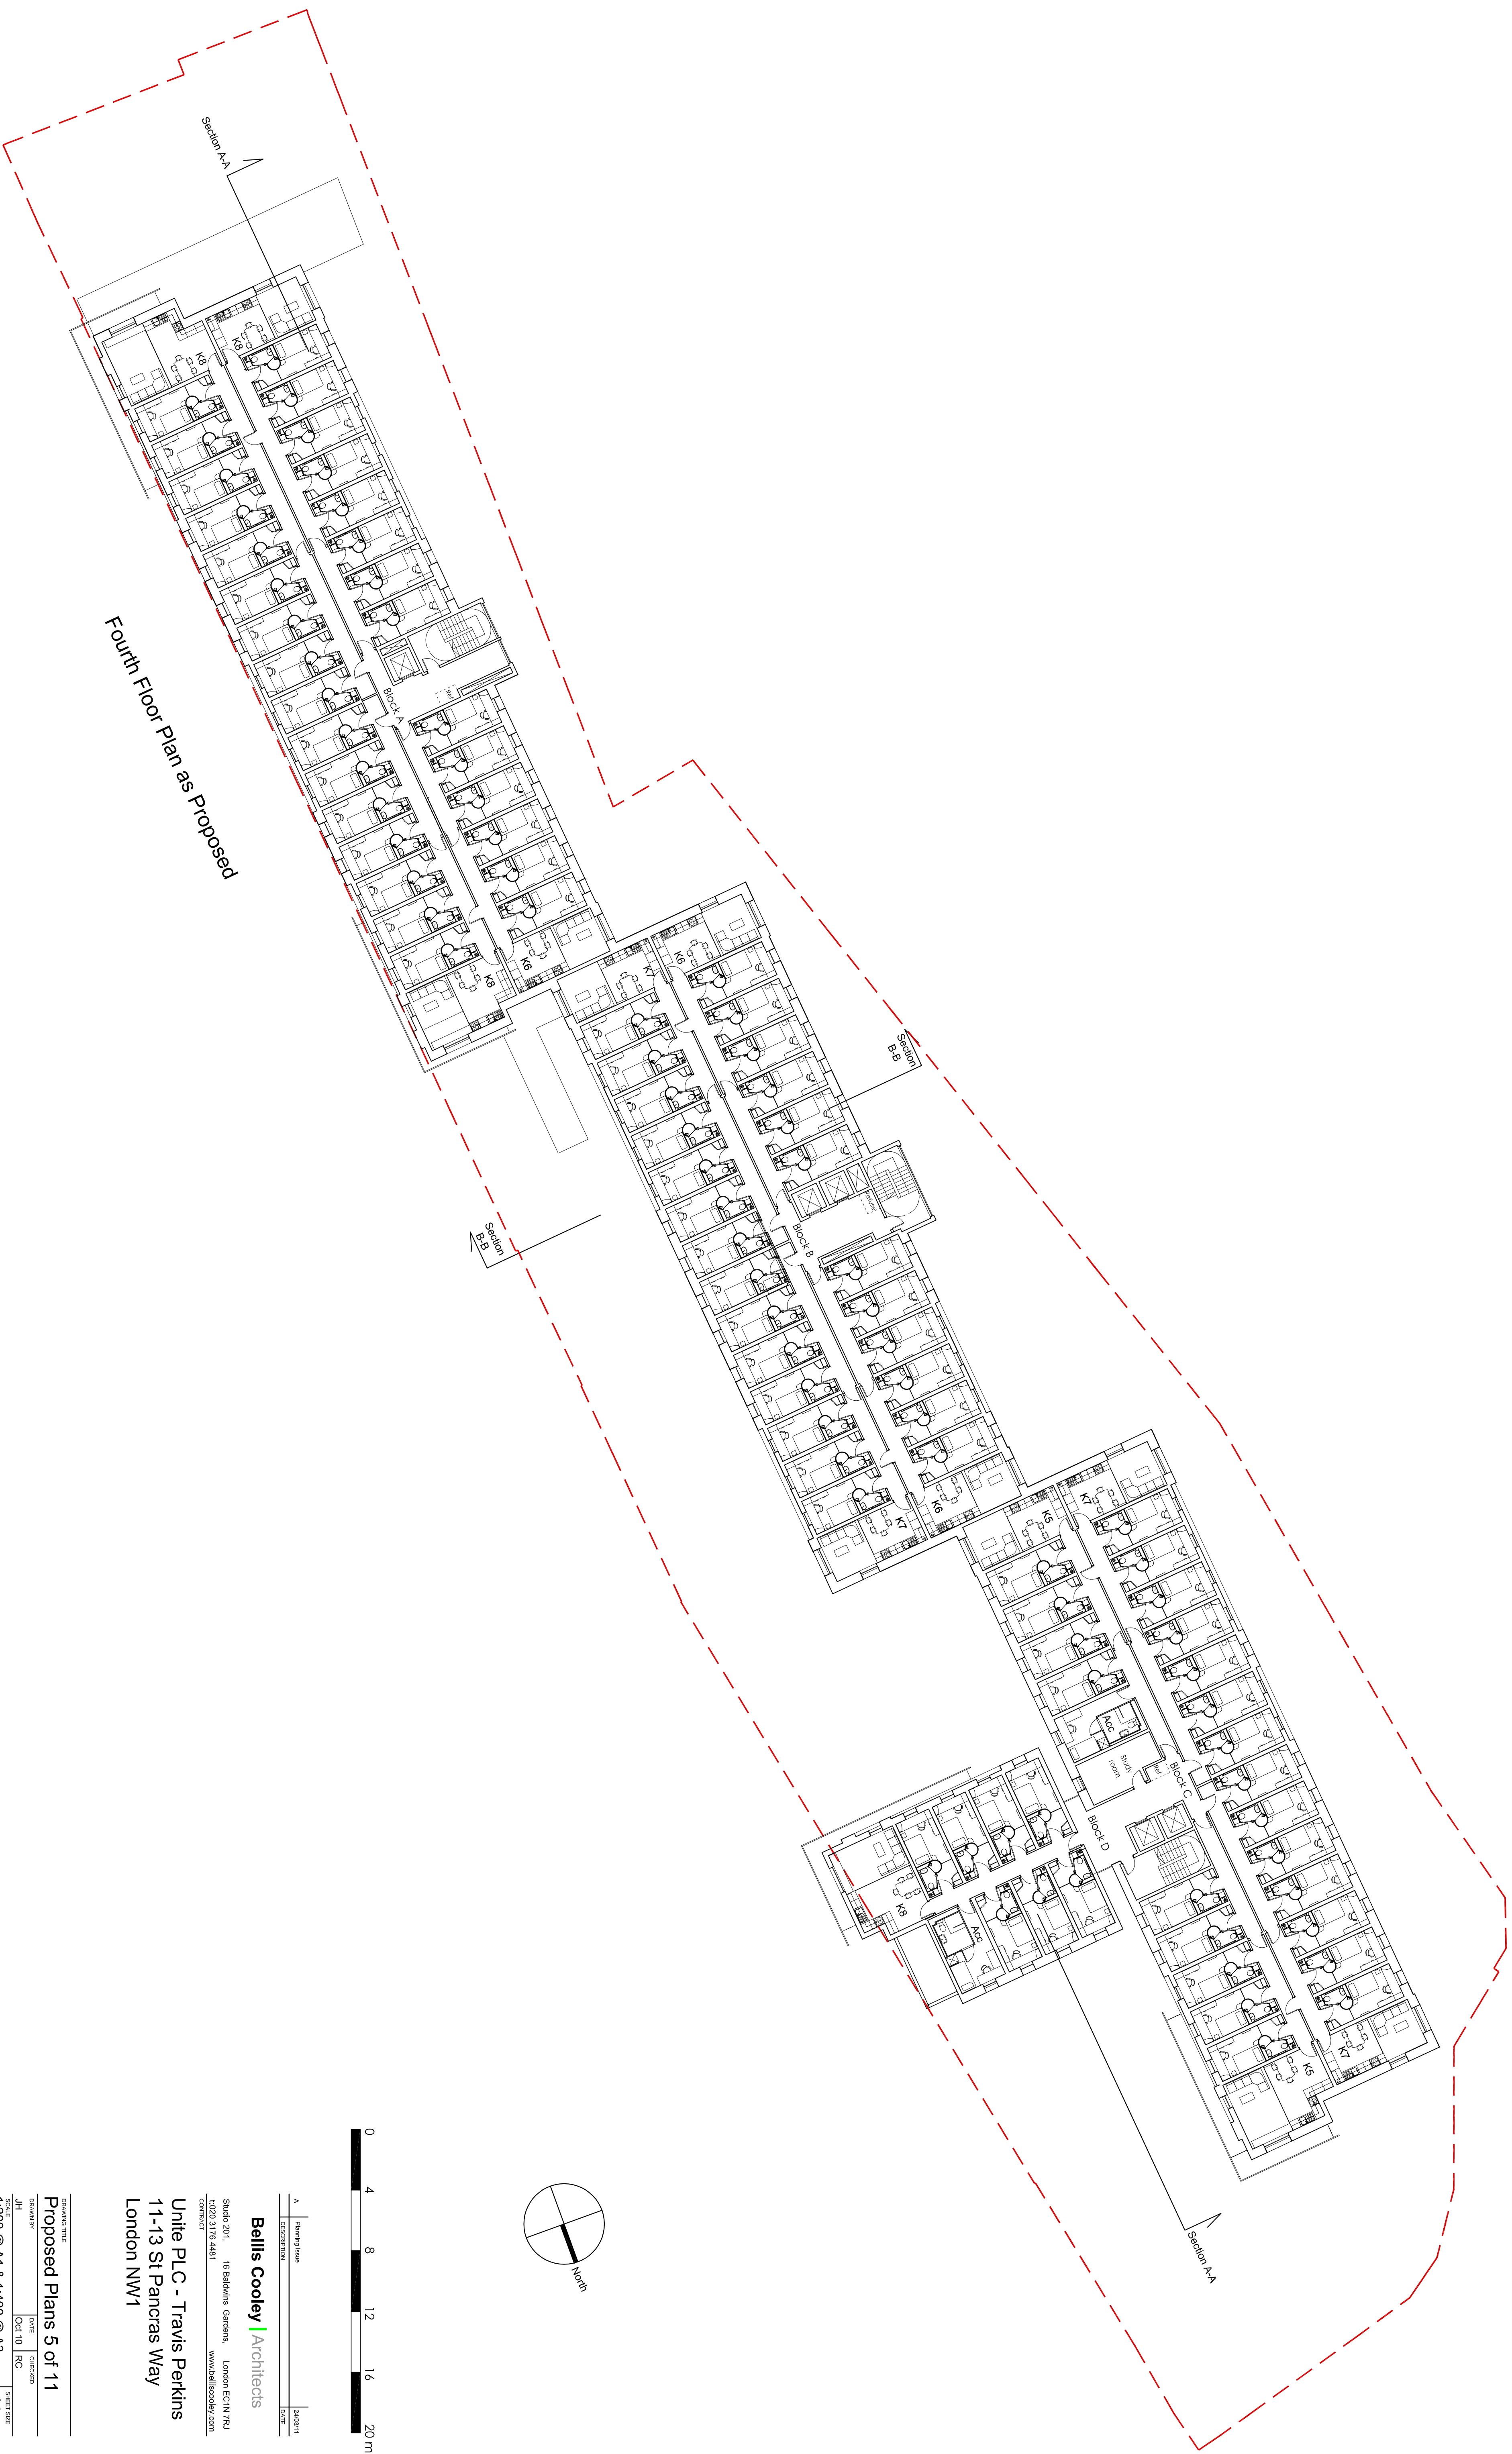 Section A-A
K8
K8
Block A
Ref
K8
K6
Fourth Floor Plan as Proposed
Section
B-B
K7
K6
Block B
Refuse
K7
K6
Section
B-B
K5
K7
Acc
Study
room
Ref
Block C
Block D
K8
Acc
K5
K7
Section A-A
North
0
4
8
12
16
20 m
A
Planning Issue
24/03/11
DESCRIPTION
DATE
Bellis Cooley | Architects
Studio 201, 16 Baldwins Gardens, London EC1N 7RJ
t:020 3176 4481 www.belliscooley.com
CONTRACT
Unite PLC - Travis Perkins
11-13 St Pancras Way
London NW1
DRAWING TITLE
Proposed Plans 5 of 11
DRAWN BY
DATE
CHECKED
JH
Oct 10
RC
SCALE
SHEET SIZE